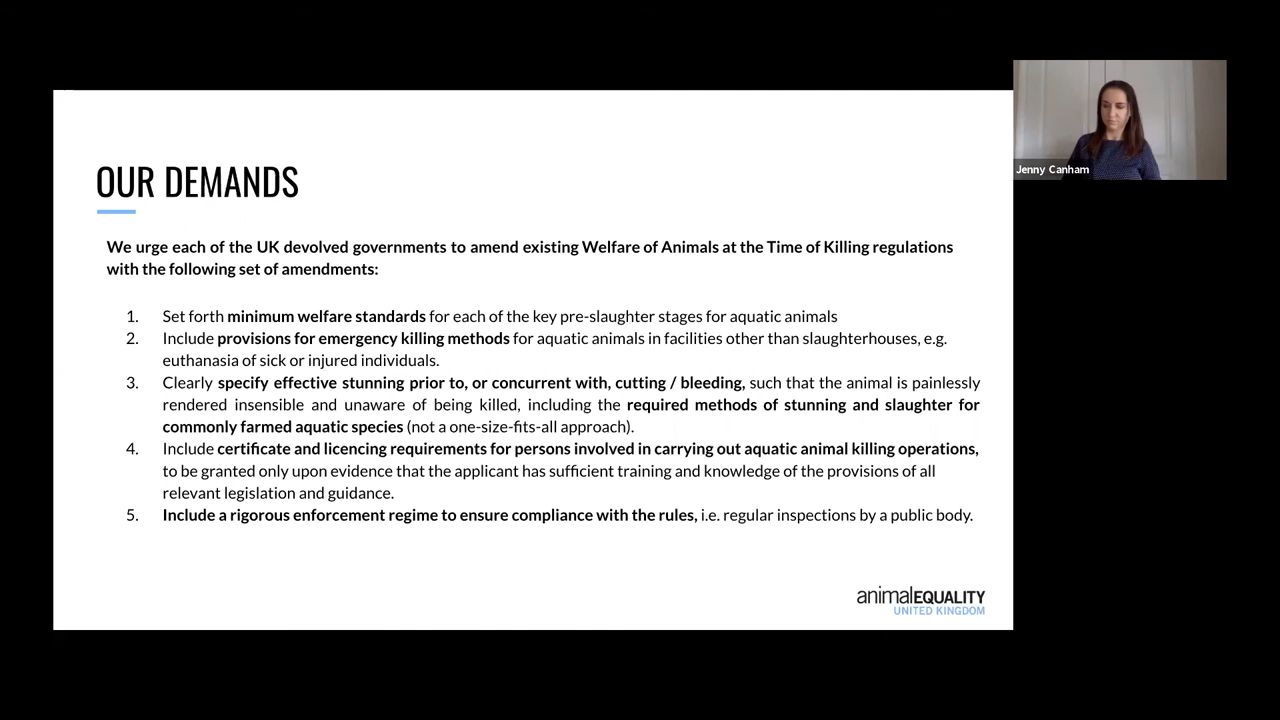 OUR DEMANDS
We urge each of the UK devolved governments to amend existing Welfare of Animals at the Time of Killing regulations
with the following set of amendments:
1. Set forth minimum welfare standards for each of the key pre-slaughter stages for aquatic animals
2. Include provisions for emergency killing methods for aquatic animals in facilities other than slaughterhouses, e.g.
euthanasia of sick or injured individuals.
3. Clearly specify effective stunning prior to, or concurrent with, cutting / bleeding, such that the animal is painlessly
rendered insensible and unaware of being killed, including the required methods of stunning and slaughter for
commonly farmed aquatic species (not a one-size-fits-all approach).
4. Include certificate and licencing requirements for persons involved in carrying out aquatic animal killing operations,
to be granted only upon evidence that the applicant has sufficient training and knowledge of the provisions of all
relevant legislation and guidance.
5. Include a rigorous enforcement regime to ensure compliance with the rules, i.e. regular inspections by a public body.
animalEQUALITY
UNITED KINGDOM
Jenny Canham